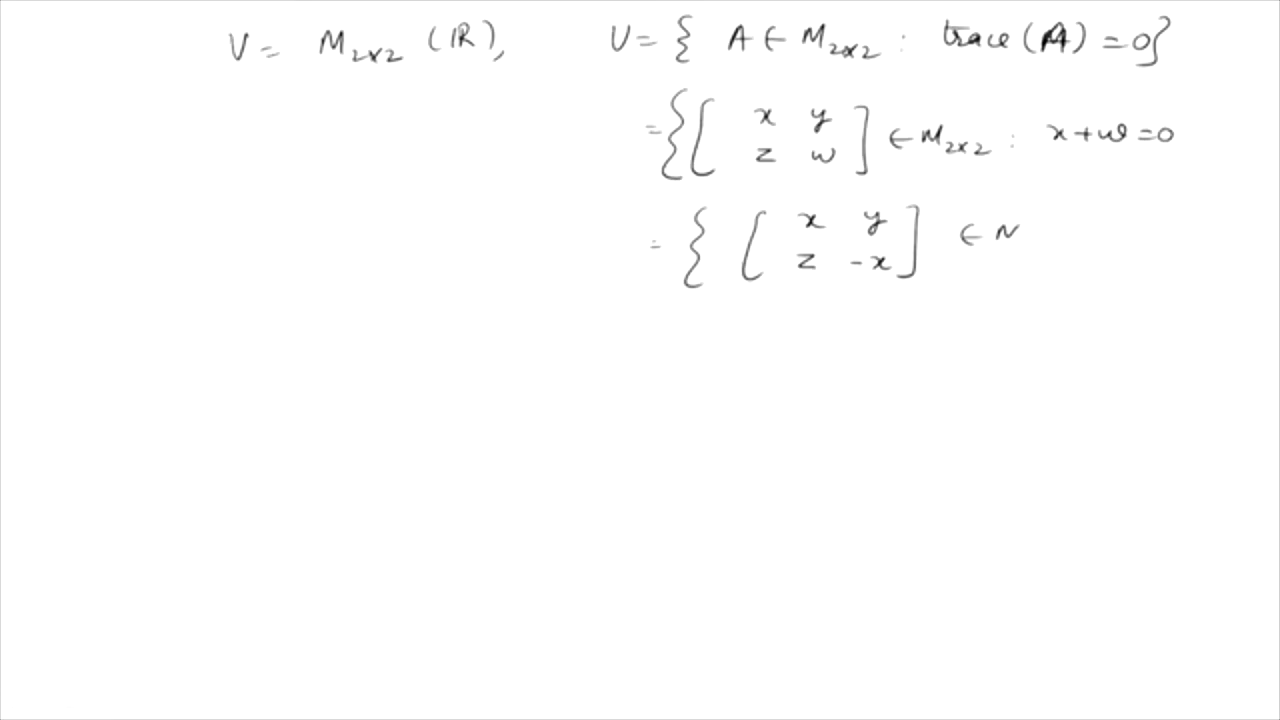 V = M₂ₓ₂ (ℝ), U = { A ∈ M₂ₓ₂ : trace(A) = 0}
= { [ x y
z w ] ∈ M₂ₓ₂ : x + w = 0
= { [ x y
z -x ] ∈